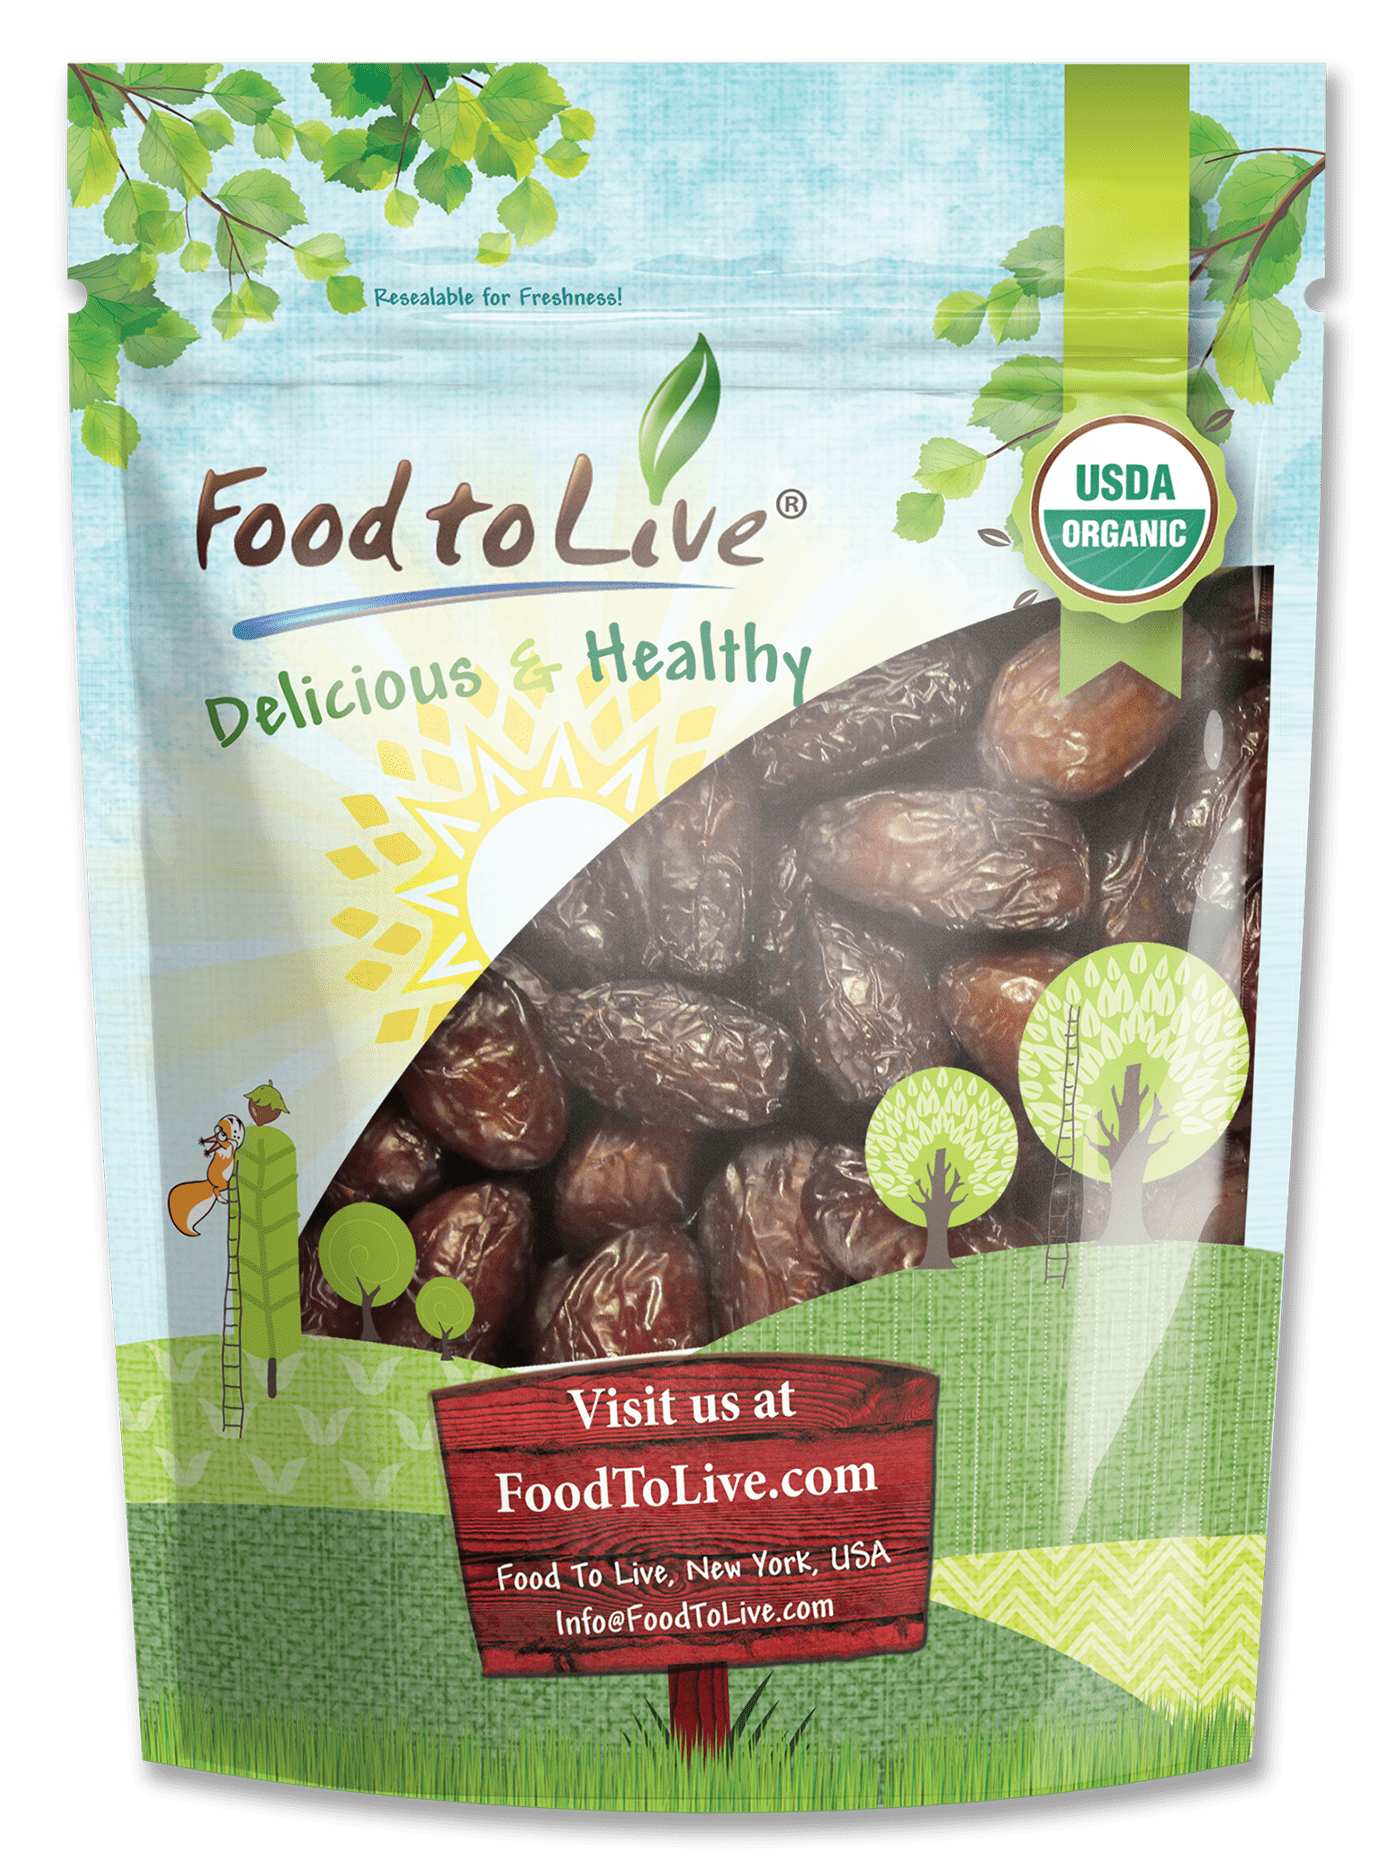 Resealable for Freshness!
Food to Live®
Delicious & Healthy
USDA
ORGANIC
Visit us at
FoodToLive.com
Food To Live, New York, USA
Info@FoodToLive.com